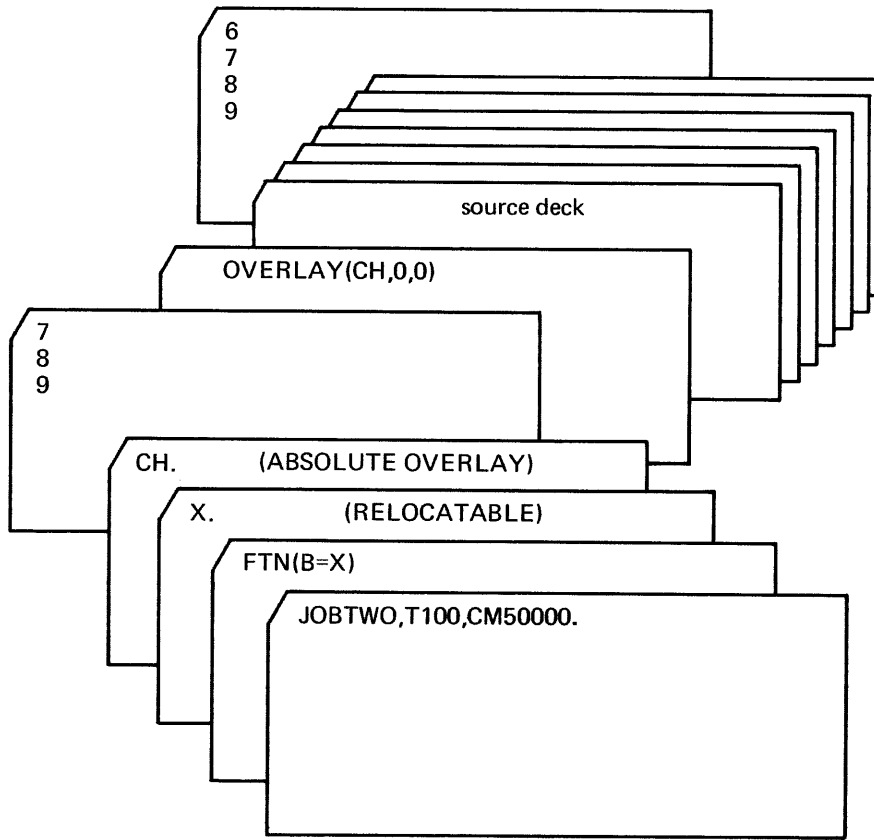 6
7
8
9
source deck
OVERLAY(CH,0,0)
7
8
9
CH. (ABSOLUTE OVERLAY)
X. (RELOCATABLE)
FTN(B=X)
JOBTWO,T100,CM50000.